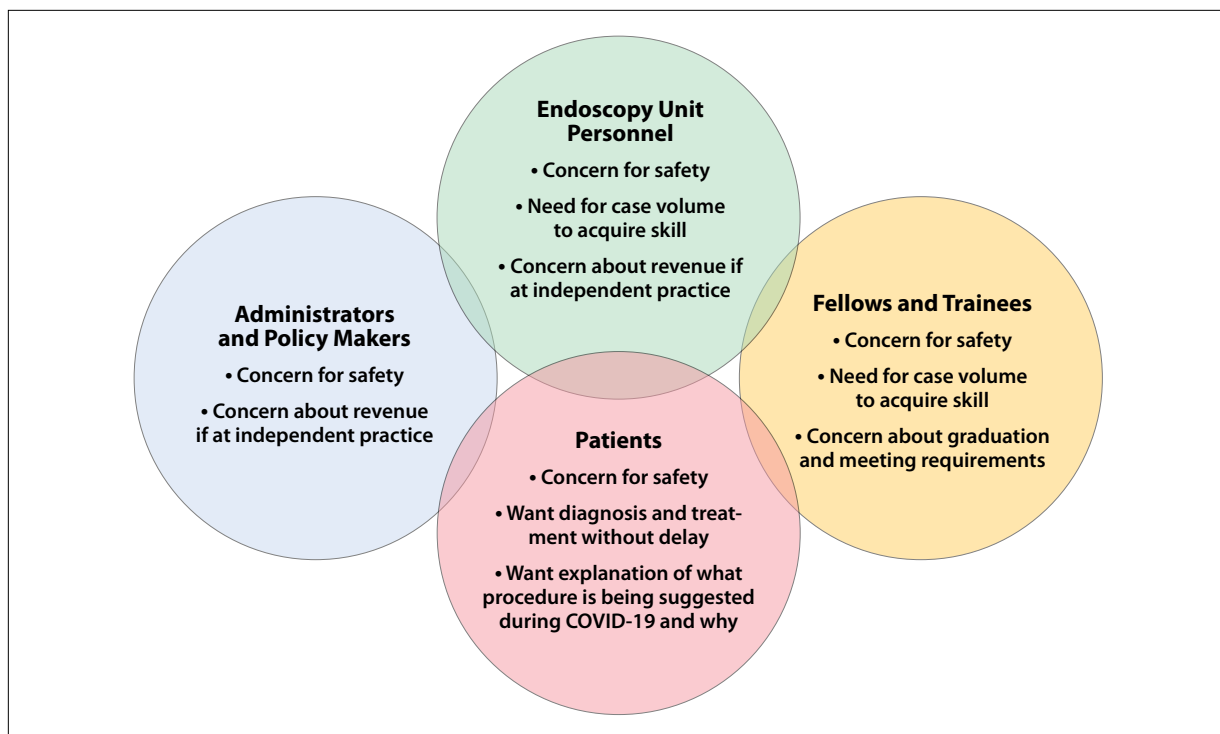 Endoscopy Unit
Personnel
• Concern for safety
• Need for case volume
to acquire skill
• Concern about revenue if
at independent practice
Administrators
and Policy Makers
• Concern for safety
• Concern about revenue
if at independent practice
Fellows and Trainees
• Concern for safety
• Need for case volume
to acquire skill
• Concern about graduation
and meeting requirements
Patients
• Concern for safety
• Want diagnosis and treat-
ment without delay
• Want explanation of what
procedure is being suggested
during COVID-19 and why